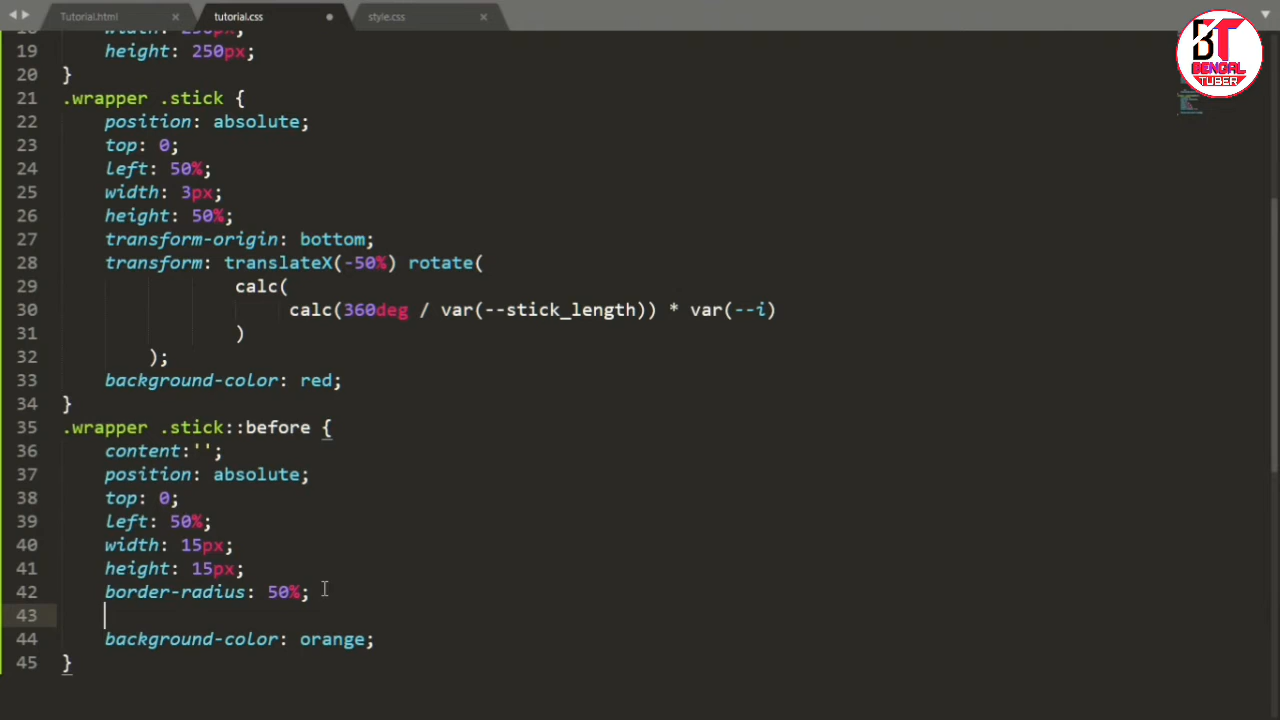 Tutorial.html × tutorial.css style.css ×
BT
BENGAL
TUBER
18 width: 250px;
19 height: 250px;
20 }
21 .wrapper .stick {
22 position: absolute;
23 top: 0;
24 left: 50%;
25 width: 3px;
26 height: 50%;
27 transform-origin: bottom;
28 transform: translateX(-50%) rotate(
29 calc(
30 calc(360deg / var(--stick_length)) * var(--i)
31 )
32 );
33 background-color: red;
34 }
35 .wrapper .stick::before {
36 content:'';
37 position: absolute;
38 top: 0;
39 left: 50%;
40 width: 15px;
41 height: 15px;
42 border-radius: 50%;
43
44 background-color: orange;
45 }